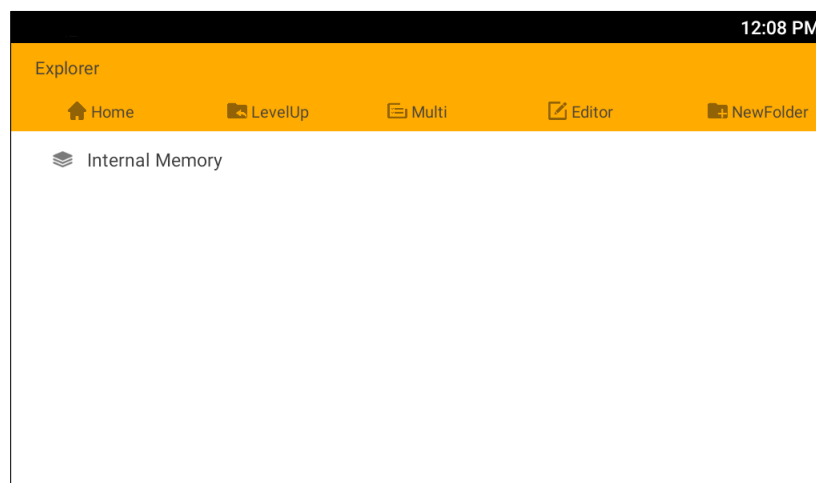 12:08 PM
Explorer
Home LevelUp Multi Editor NewFolder
Internal Memory